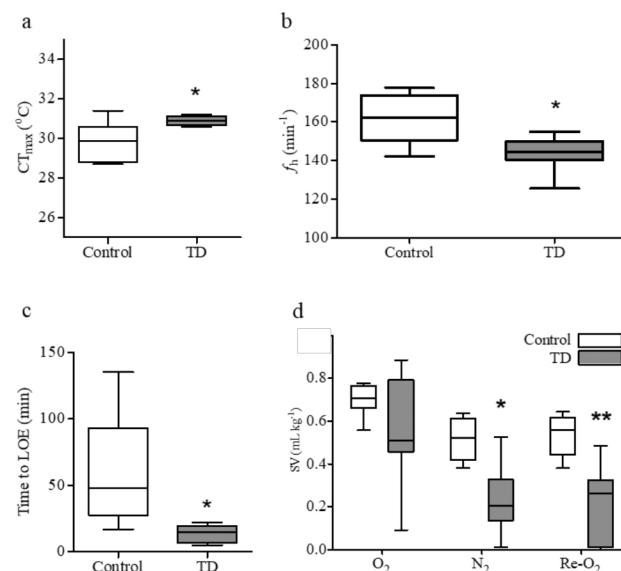 a
CTmax (°C)
34
32
30
28
26
Control
TD
*
b
fh (min-1)
200
180
160
140
120
100
Control
TD
*
c
Time to LOE (min)
150
100
50
0
Control
TD
*
d
SV (mL kg-1)
0.8
0.6
0.4
0.2
0.0
Control
TD
*
**
O2
N2
Re-O2